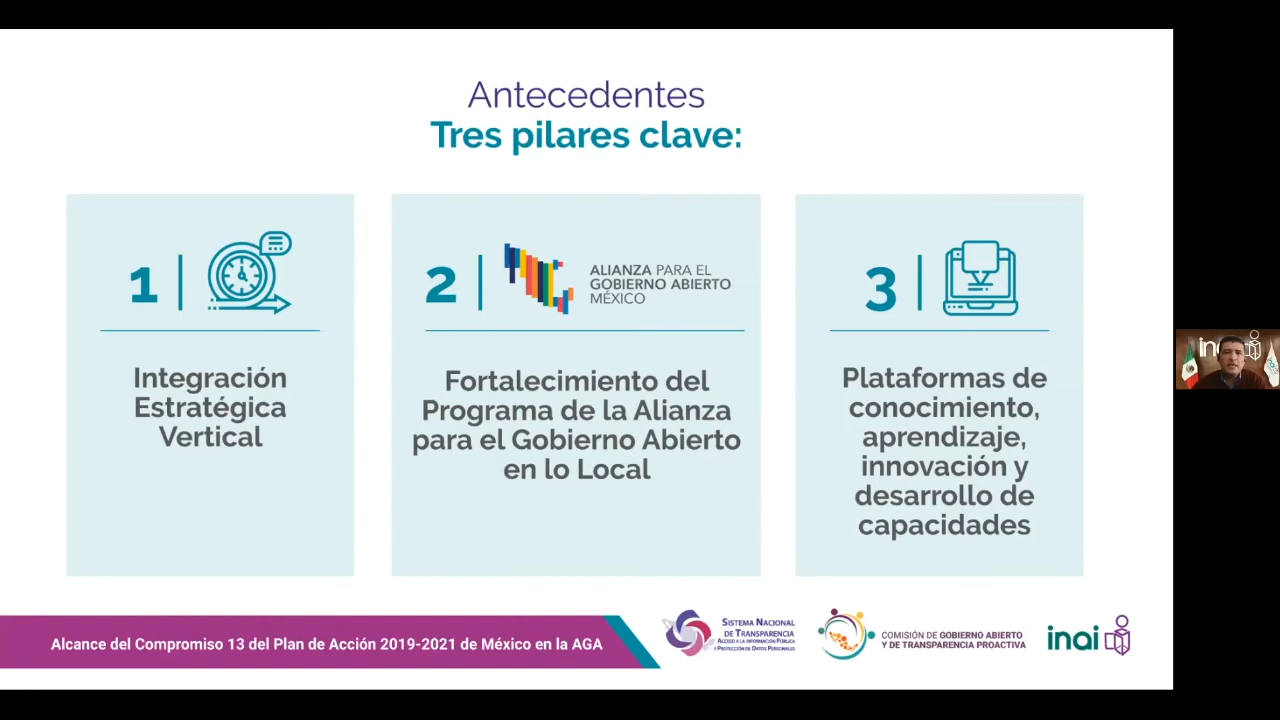 Antecedentes
Tres pilares clave:
1
Integración
Estratégica
Vertical
2
ALIANZA PARA EL
GOBIERNO ABIERTO
MÉXICO
Fortalecimiento del
Programa de la Alianza
para el Gobierno Abierto
en lo Local
3
Plataformas de
conocimiento,
aprendizaje,
innovación y
desarrollo de
capacidades
Alcance del Compromiso 13 del Plan de Acción 2019-2021 de México en la AGA
SISTEMA NACIONAL
DE TRANSPARENCIA
ACCESO A LA INFORMACIÓN PÚBLICA
Y PROTECCIÓN DE DATOS PERSONALES
COMISIÓN DE GOBIERNO ABIERTO
Y DE TRANSPARENCIA PROACTIVA
inai